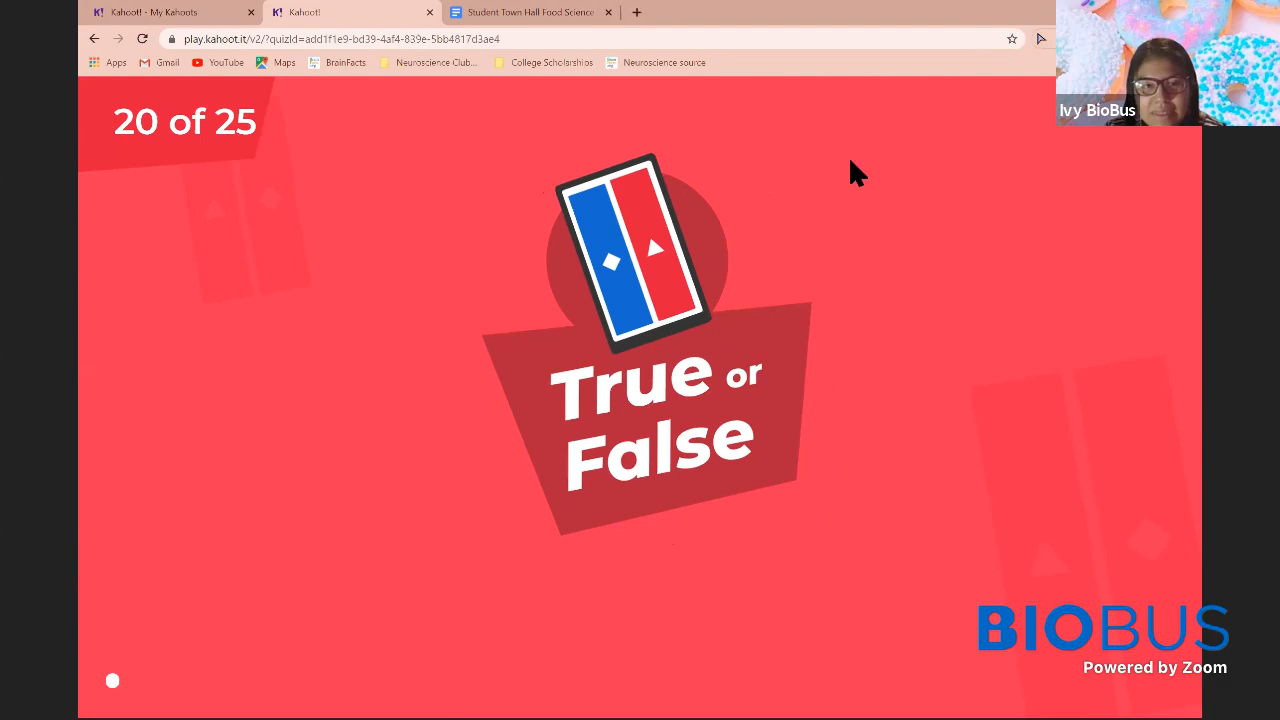 Kahoot! - My Kahoots
Kahoot!
Student Town Hall Food Science
play.kahoot.it/v2/?quizId=add1f1e9-bd39-4af4-839e-5bb4817d3ae4
Apps
Gmail
YouTube
Maps
BrainFacts
Neuroscience Club...
College Scholarships
Neuroscience source
Ivy BioBus
20 of 25
True or
False
BIOBUS
Powered by Zoom